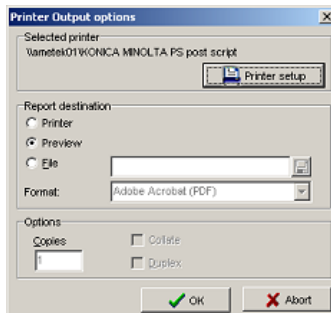 Printer Output options
Selected printer
\\ametek01\KONICA MINOLTA PS post script
Printer setup
Report destination
Printer
Preview
File
Format:
Adobe Acrobat (PDF)
Options
Copies
Collate
1
Duplex
OK
Abort